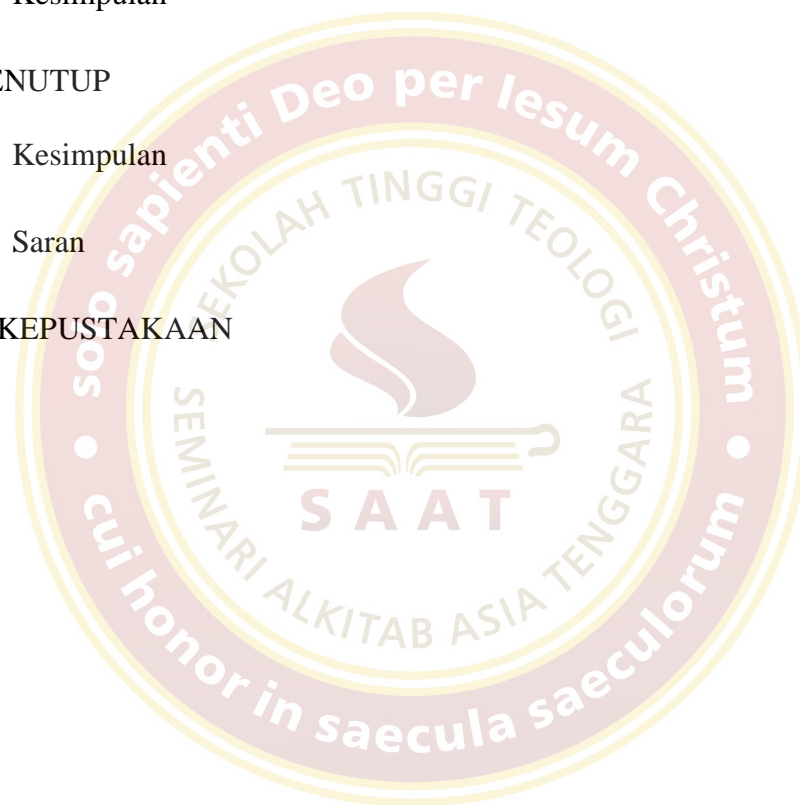 Kesimpulan
ENUTUP
Kesimpulan
Saran
KEPUSTAKAAN
solo sapienti Deo per Iesum Christum
SEKOLAH TINGGI TEOLOGI
SAAT
SEMINARI ALKITAB ASIA TENGGARA
cui honor in saecula saeculorum